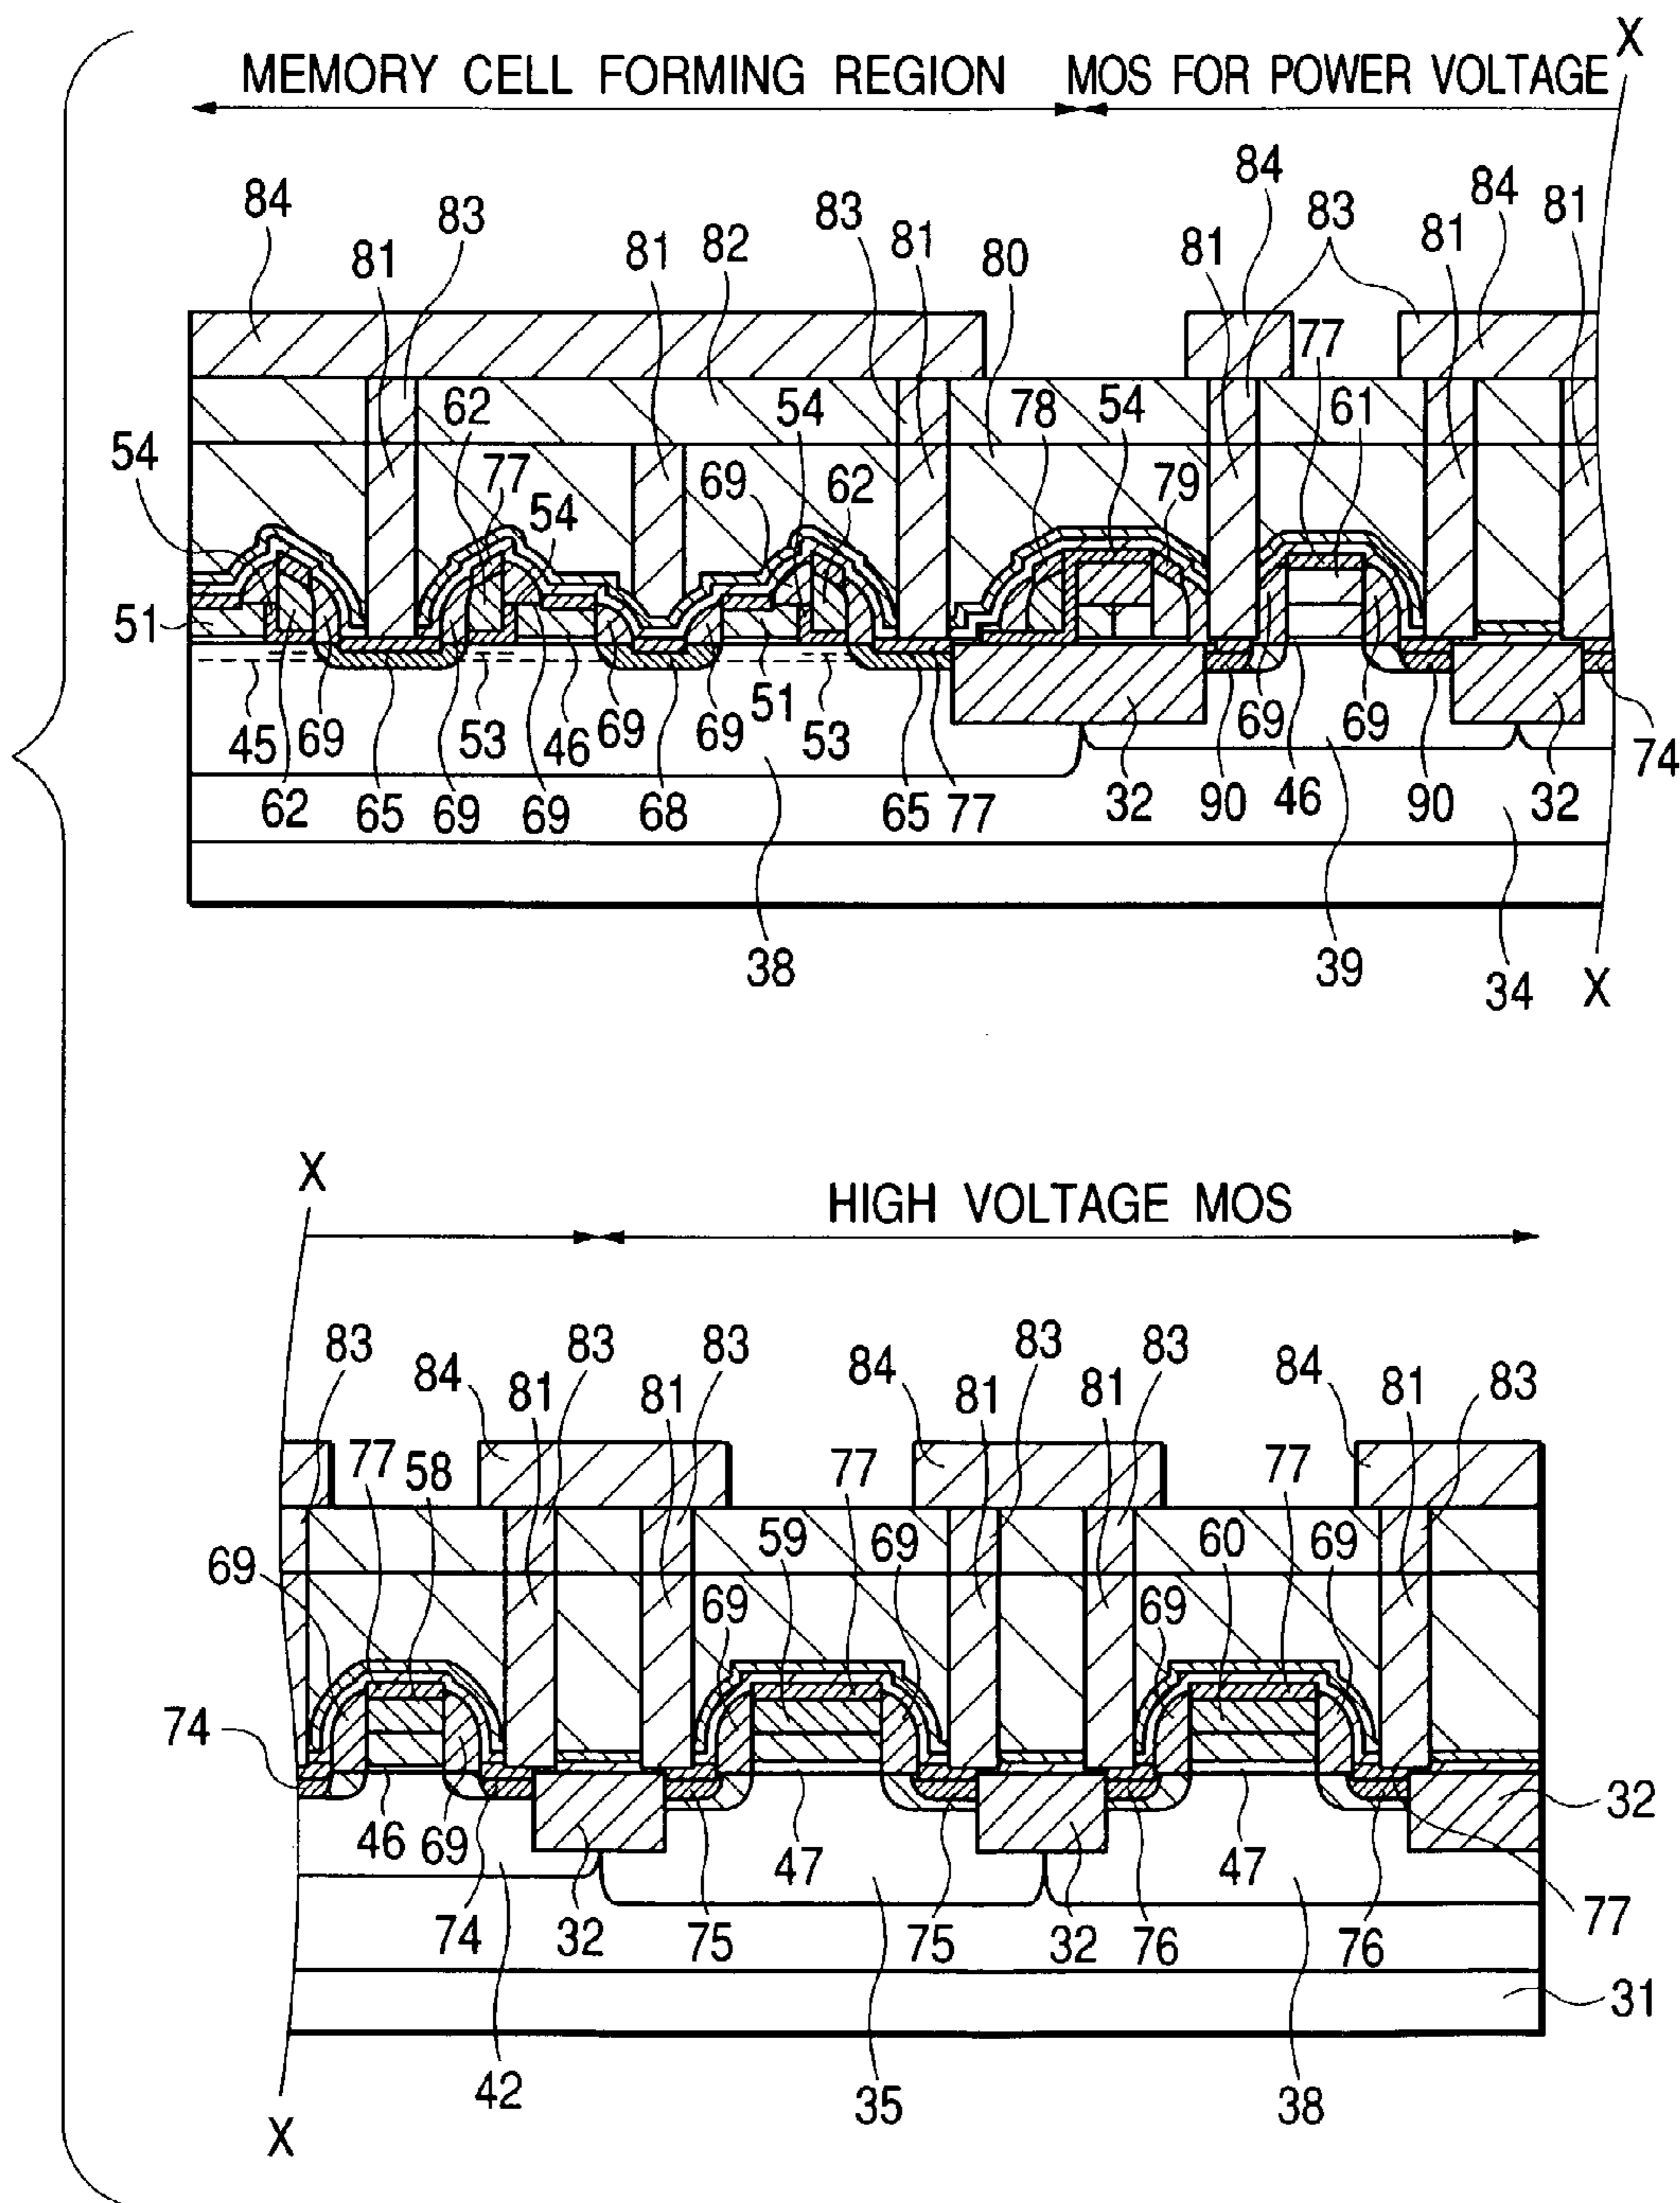 X
MEMORY CELL FORMING REGION MOS FOR POWER VOLTAGE
84 83 81 81 82 83 81 80 81 84 83 81 84 81
62 54 78 54 77 61
54 77 54 69 62 79
51
45 69 53 46 69 69 51 53 69 69
62 65 69 69 68 65 77 32 90 46 90 32 74
38 39 34 X
X
HIGH VOLTAGE MOS
83 84 81 83 81 83 84 81 83 81 83 84 81 83
77 58 77 77
69 59 69 60 69
69 69
74
46 69 47 47 32
74 32 75 75 32 76 76 77
31
42 35 38
X